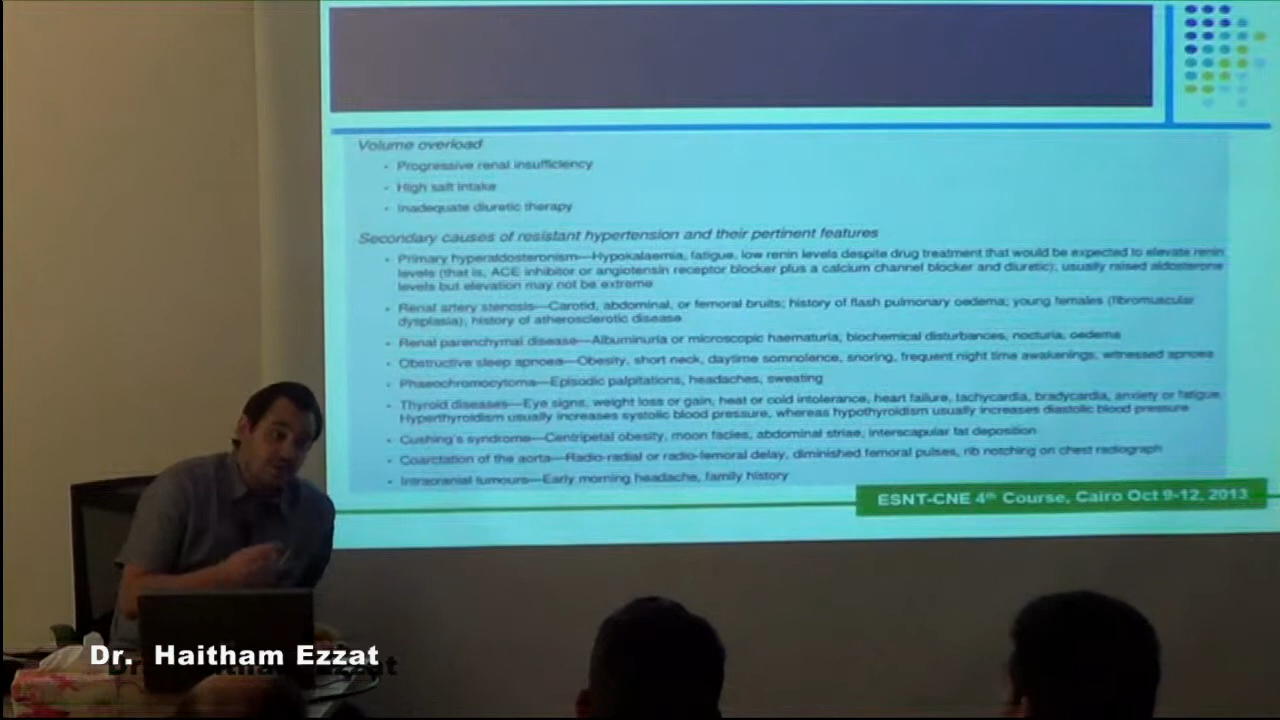 Volume overload
• Progressive renal insufficiency
• High salt intake
• Inadequate diuretic therapy
Secondary causes of resistant hypertension and their pertinent features
• Primary hyperaldosteronism—Hypokalaemia, fatigue, low renin levels despite drug treatment that would be expected to elevate renin
levels (that is, ACE inhibitor or angiotensin receptor blocker plus a calcium channel blocker and diuretic), usually raised aldosterone
levels but elevation may not be extreme
• Renal artery stenosis—Carotid, abdominal, or femoral bruits; history of flash pulmonary oedema; young females (fibromuscular
dysplasia); history of atherosclerotic disease
• Renal parenchymal disease—Albuminuria or microscopic haematuria, biochemical disturbances, nocturia, oedema
• Obstructive sleep apnoea—Obesity, short neck, daytime somnolence, snoring, frequent night time awakenings, witnessed apnoea
• Phaeochromocytoma—Episodic palpitations, headaches, sweating
• Thyroid diseases—Eye signs, weight loss or gain, heat or cold intolerance, heart failure, tachycardia, bradycardia, anxiety or fatigue.
Hyperthyroidism usually increases systolic blood pressure, whereas hypothyroidism usually increases diastolic blood pressure
• Cushing's syndrome—Centripetal obesity, moon facies, abdominal striae, interscapular fat deposition
• Coarctation of the aorta—Radio-radial or radio-femoral delay, diminished femoral pulses, rib notching on chest radiograph
• Intracranial tumours—Early morning headache, family history
ESNT-CNE 4th Course, Cairo Oct 9-12, 2013
Dr. Haitham Ezzat